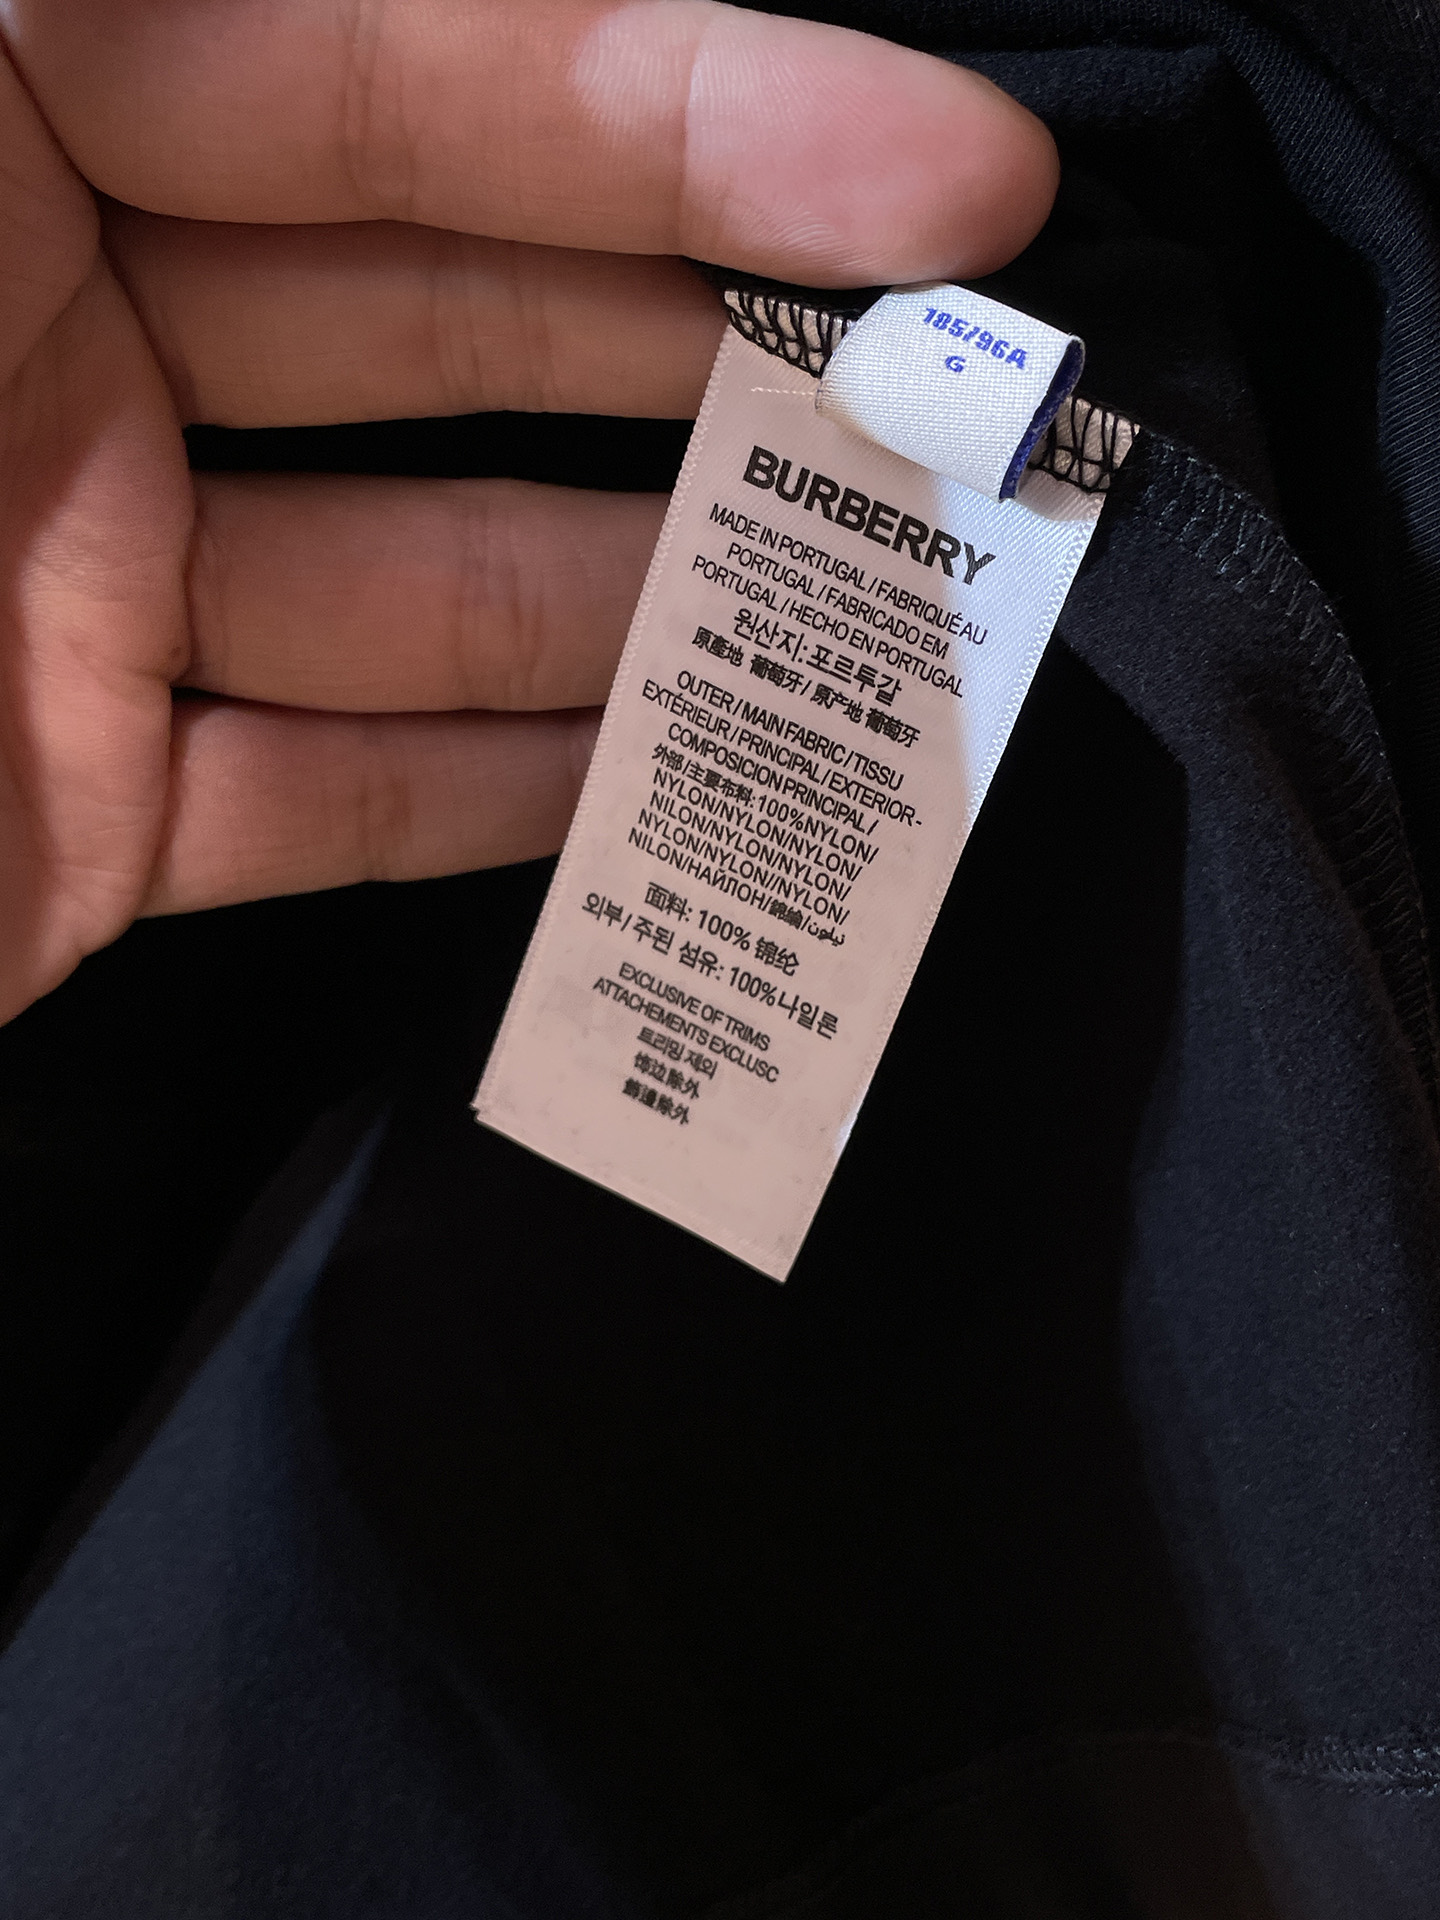 185/96A
G
BURBERRY
MADE IN PORTUGAL / FABRIQUÉ AU
PORTUGAL / FABRICADO EM
PORTUGAL / HECHO EN PORTUGAL
원산지: 포르투갈
原產地 葡萄牙 / 原产地 葡萄牙
OUTER / MAIN FABRIC / TISSU
EXTÉRIEUR / PRINCIPAL / EXTERIOR-
COMPOSICION PRINCIPAL /
外部/主要布料: 100%NYLON/
NYLON/NYLON/NYLON/NYLON/
NILON/NYLON/NYLON/NYLON/
NYLON/NYLON//NYLON/NYLON/
NILON/НАЙЛОН/錦綸/نيلون
面料: 100% 锦纶
외부 / 주된 섬유: 100%나일론
EXCLUSIVE OF TRIMS
ATTACHEMENTS EXCLUSC
트리밍 제외
饰边除外
飾邊除外